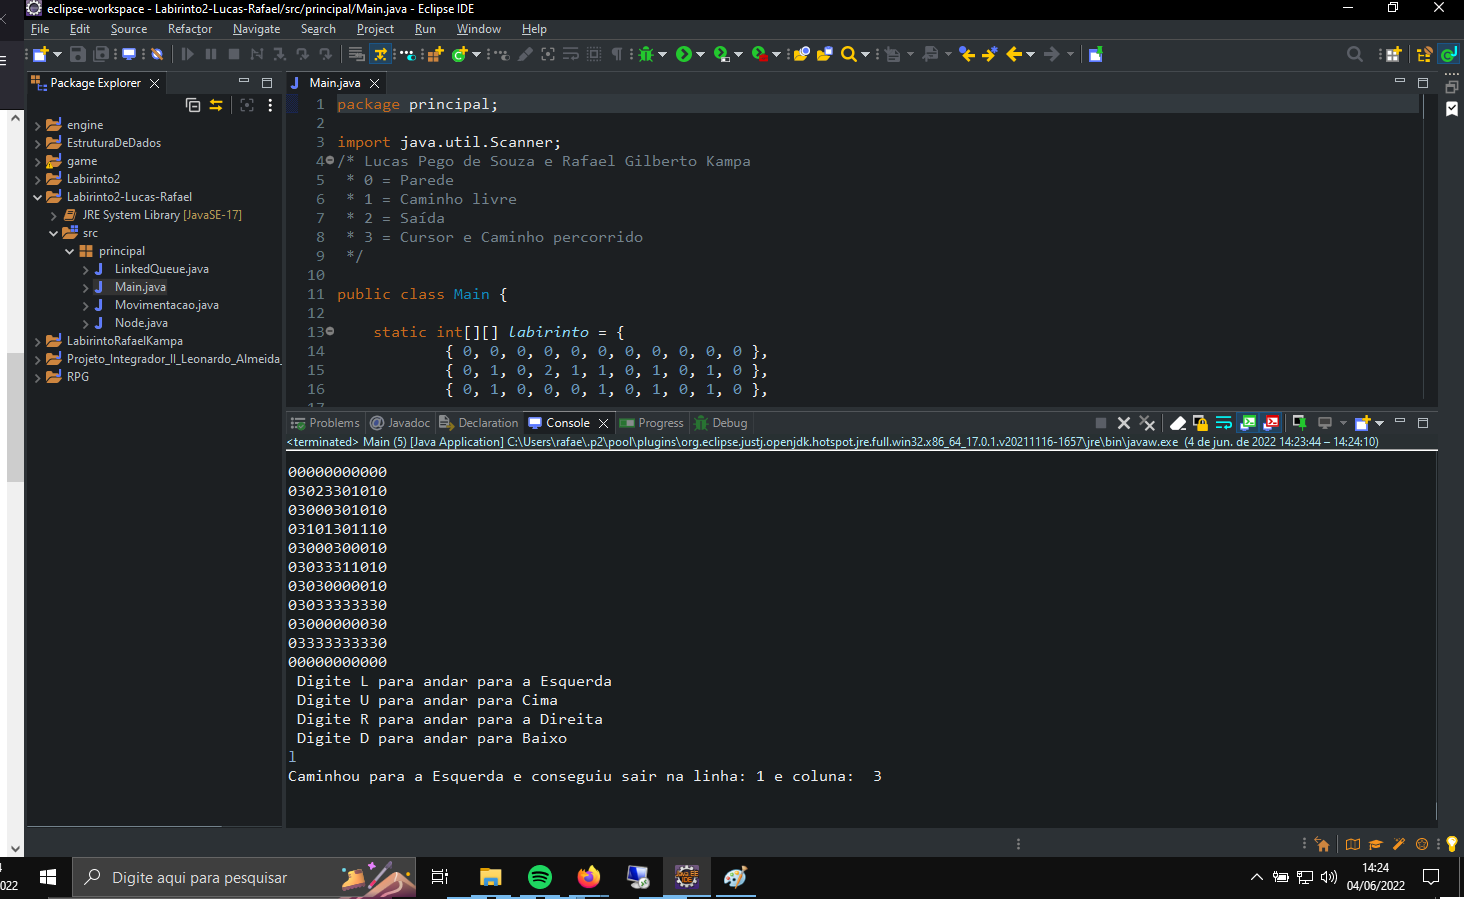 eclipse-workspace - Labirinto2-Lucas-Rafael/src/principal/Main.java - Eclipse IDE
File Edit Source Refactor Navigate Search Project Run Window Help
Package Explorer
Main.java
engine
EstruturaDeDados
game
Labirinto2
Labirinto2-Lucas-Rafael
JRE System Library [JavaSE-17]
src
principal
LinkedQueue.java
Main.java
Movimentacao.java
Node.java
LabirintoRafaelKampa
Projeto_Integrador_II_Leonardo_Almeida_
RPG
1 package principal;
2
3 import java.util.Scanner;
4 /* Lucas Pego de Souza e Rafael Gilberto Kampa
5 * 0 = Parede
6 * 1 = Caminho livre
7 * 2 = Saída
8 * 3 = Cursor e Caminho percorrido
9 */
10
11 public class Main {
12
13 static int[][] labirinto = {
14 { 0, 0, 0, 0, 0, 0, 0, 0, 0, 0, 0 },
15 { 0, 1, 0, 2, 1, 1, 0, 1, 0, 1, 0 },
16 { 0, 1, 0, 0, 0, 1, 0, 1, 0, 1, 0 },
17
Problems Javadoc Declaration Console Progress Debug
<terminated> Main (5) [Java Application] C:\Users\rafae\.p2\pool\plugins\org.eclipse.justj.openjdk.hotspot.jre.full.win32.x86_64_17.0.1.v20211116-1657\jre\bin\javaw.exe (4 de jun. de 2022 14:23:44 – 14:24:10)
00000000000
03023301010
03000301010
03101301110
03000300010
03033311010
03030000010
03033333330
03000000030
03333333330
00000000000
Digite L para andar para a Esquerda
Digite U para andar para Cima
Digite R para andar para a Direita
Digite D para andar para Baixo
l
Caminhou para a Esquerda e conseguiu sair na linha: 1 e coluna: 3
022
Digite aqui para pesquisar
Java EE
IDE
14:24
04/06/2022